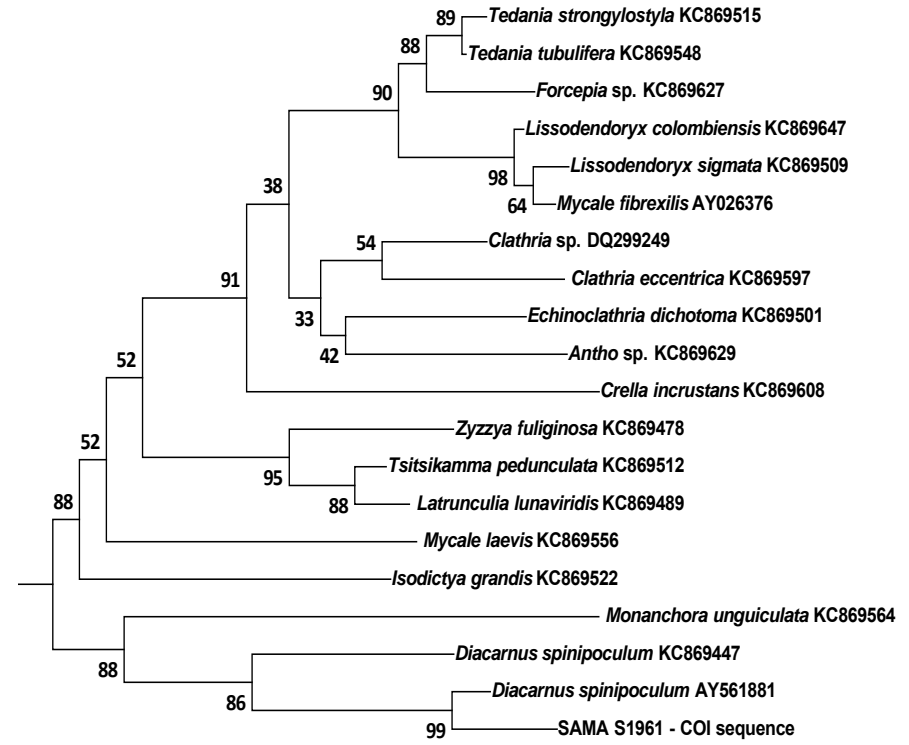 89
Tedania strongylostyla KC869515
88
Tedania tubulifera KC869548
90
Forcepia sp. KC869627
Lissodendoryx colombiensis KC869647
98
Lissodendoryx sigmata KC869509
38
64
Mycale fibrexilis AY026376
54
Clathria sp. DQ299249
91
Clathria eccentrica KC869597
33
Echinoclathria dichotoma KC869501
42
Antho sp. KC869629
52
Crella incrustans KC869608
52
Zyzzya fuliginosa KC869478
95
Tsitsikamma pedunculata KC869512
88
88
Latrunculia lunaviridis KC869489
Mycale laevis KC869556
Isodictya grandis KC869522
Monanchora unguiculata KC869564
88
Diacarnus spinipoculum KC869447
86
Diacarnus spinipoculum AY561881
99
SAMA S1961 - COI sequence